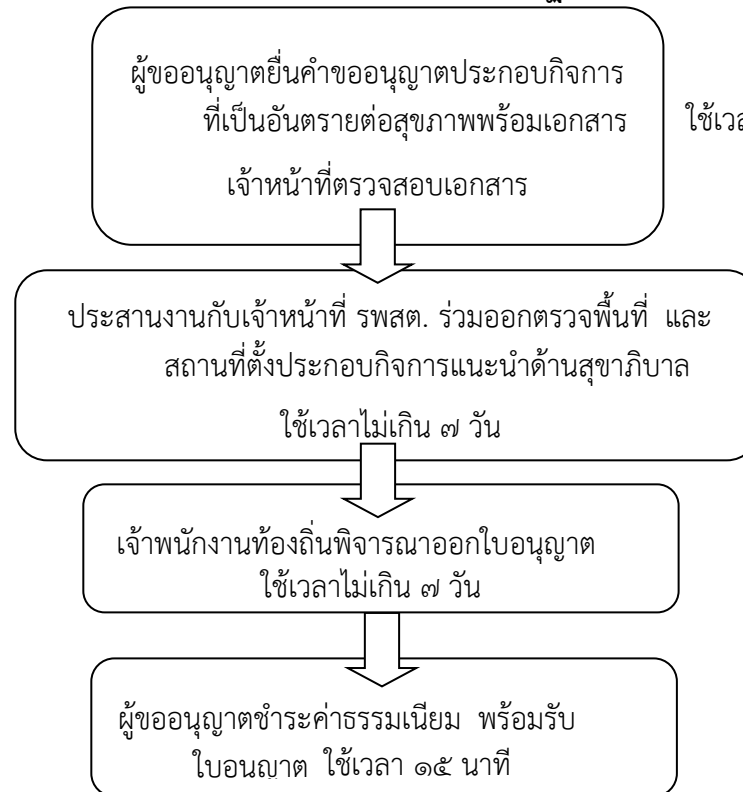 ผู้ขออนุญาตยื่นคำขออนุญาตประกอบกิจการ
ที่เป็นอันตรายต่อสุขภาพพร้อมเอกสาร
เจ้าหน้าที่ตรวจสอบเอกสาร
ประสานงานกับเจ้าหน้าที่ รพสต. ร่วมออกตรวจพื้นที่ และ
สถานที่ตั้งประกอบกิจการแนะนำด้านสุขาภิบาล
ใช้เวลาไม่เกิน ๗ วัน
เจ้าพนักงานท้องถิ่นพิจารณาออกใบอนุญาต
ใช้เวลาไม่เกิน ๗ วัน
ผู้ขออนุญาตชำระค่าธรรมเนียม พร้อมรับ
ใบอนุญาต ใช้เวลา ๑๕ นาที